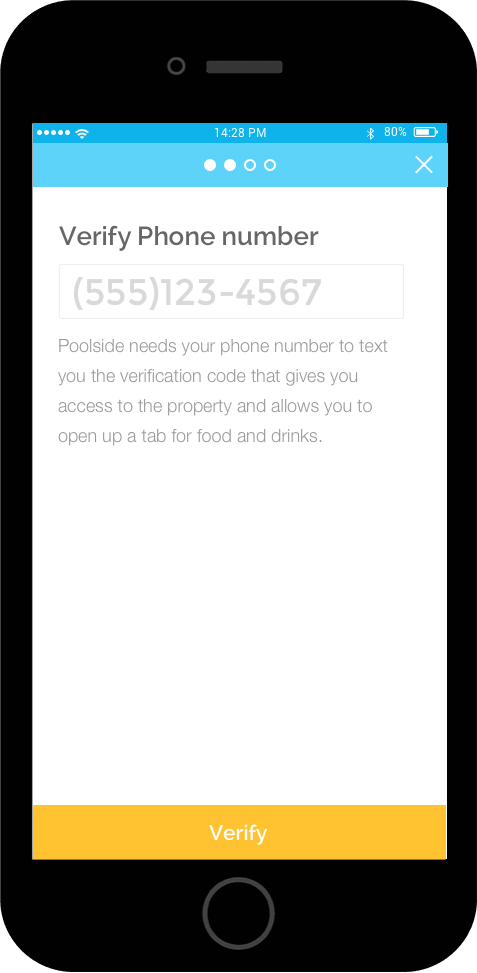 14:28 PM
80%
Verify Phone number
(555)123-4567
Poolside needs your phone number to text
you the verification code that gives you
access to the property and allows you to
open up a tab for food and drinks.
Verify